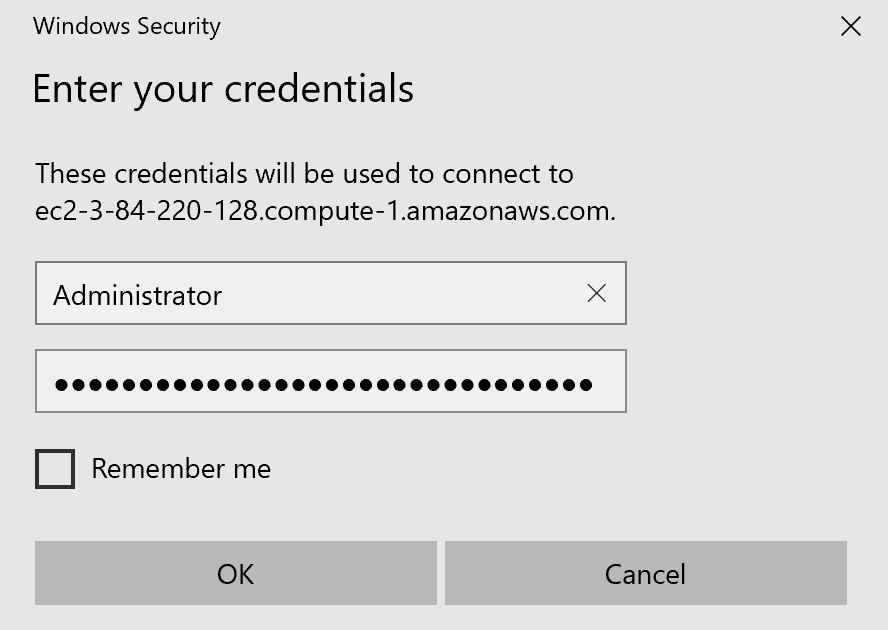 Windows Security
Enter your credentials
These credentials will be used to connect to
ec2-3-84-220-128.compute-1.amazonaws.com.
Administrator
••••••••••••••••••••••••••••••••
Remember me
OK
Cancel